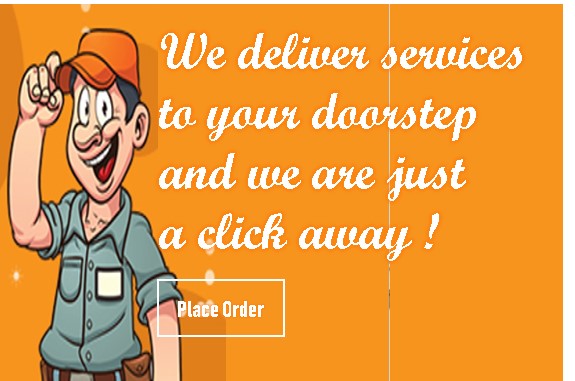 We deliver services
to your doorstep
and we are just
a click away !
Place Order